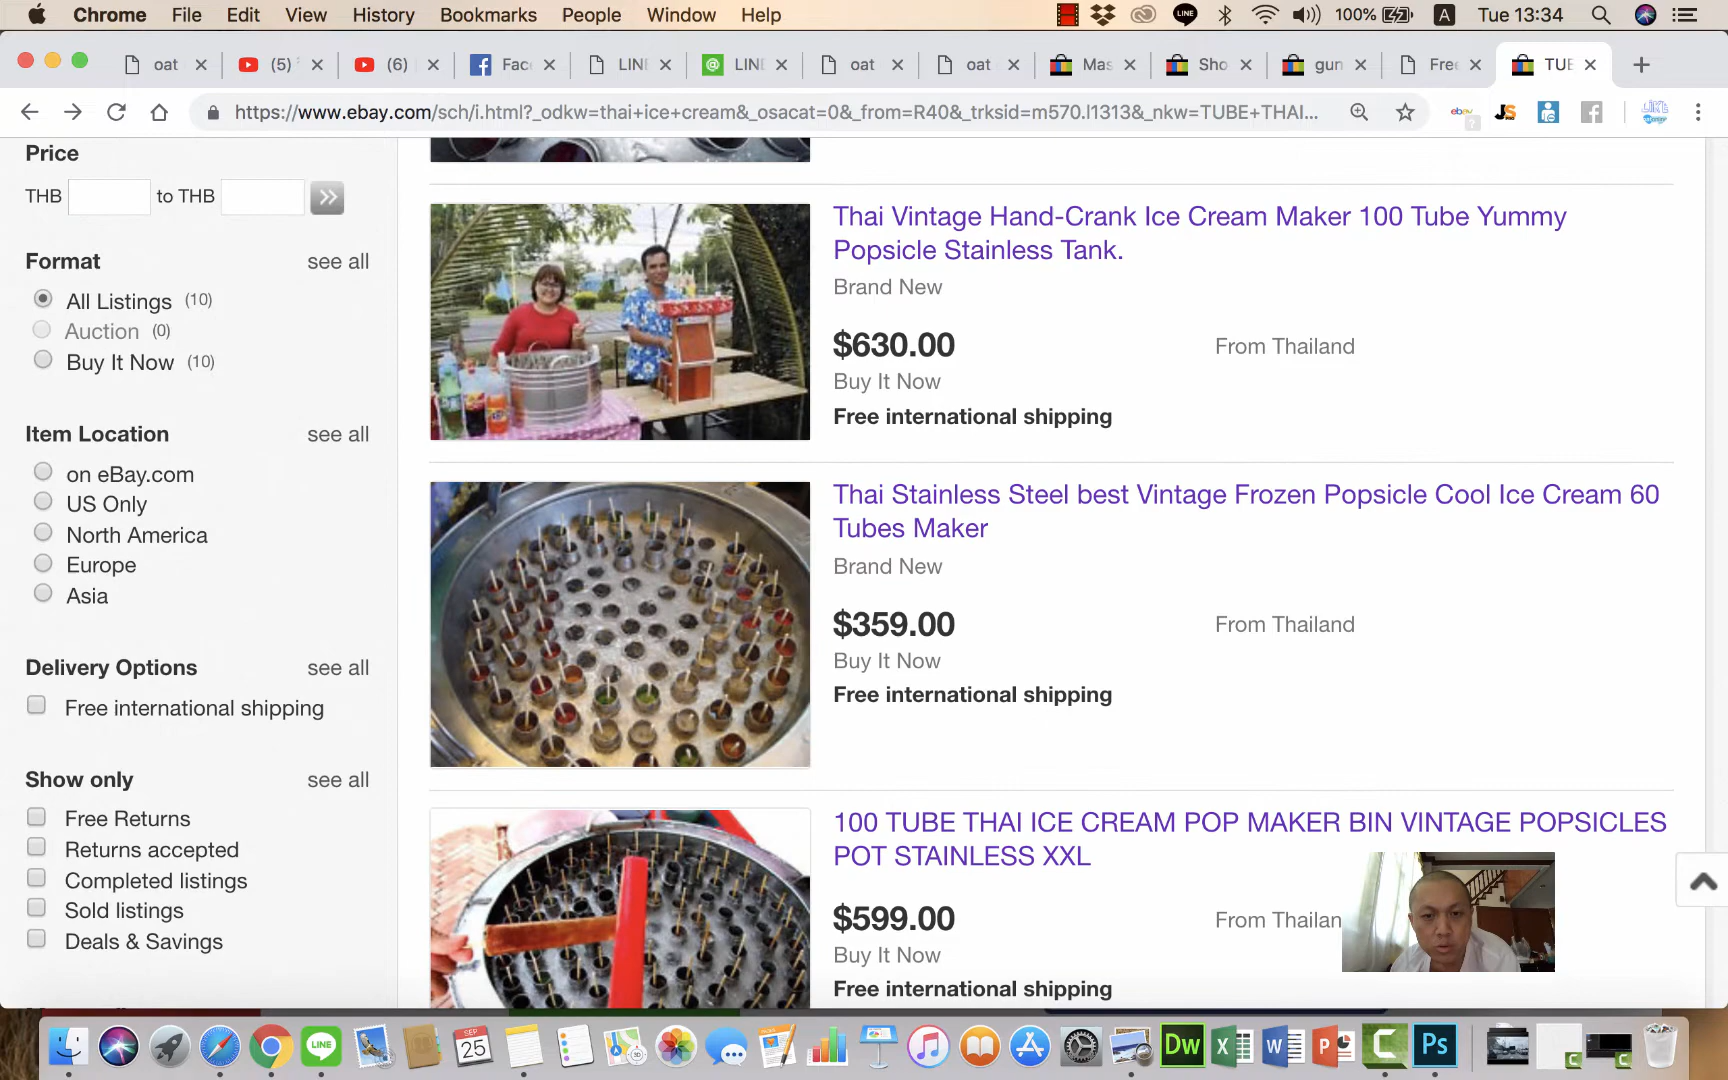 Chrome File Edit View History Bookmarks People Window Help
LINE 100% A Tue 13:34
oat (5) (6) Fac LIN @ LIN oat oat Mas Sho gun Fre TUE
https://www.ebay.com/sch/i.html?_odkw=thai+ice+cream&_osacat=0&_from=R40&_trksid=m570.l1313&_nkw=TUBE+THAI...
ebay ? JS
Price
THB to THB
Format see all
All Listings (10)
Auction (0)
Buy It Now (10)
Item Location see all
on eBay.com
US Only
North America
Europe
Asia
Delivery Options see all
Free international shipping
Show only see all
Free Returns
Returns accepted
Completed listings
Sold listings
Deals & Savings
Thai Vintage Hand-Crank Ice Cream Maker 100 Tube Yummy
Popsicle Stainless Tank.
Brand New
$630.00 From Thailand
Buy It Now
Free international shipping
Thai Stainless Steel best Vintage Frozen Popsicle Cool Ice Cream 60
Tubes Maker
Brand New
$359.00 From Thailand
Buy It Now
Free international shipping
100 TUBE THAI ICE CREAM POP MAKER BIN VINTAGE POPSICLES
POT STAINLESS XXL
$599.00 From Thailan
Buy It Now
Free international shipping
LINE SEP 25 3D Dw X W P C Ps C C